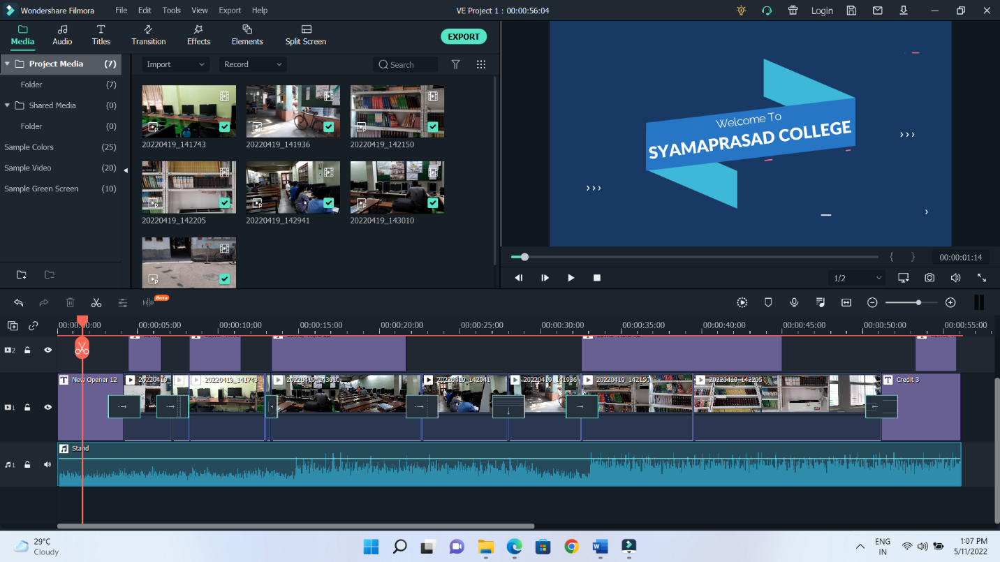 Wondershare Filmora File Edit Tools View Export Help VE Project 1 : 00:00:56:04 Login
Media Audio Titles Transition Effects Elements Split Screen EXPORT
Project Media (7)
Folder (7)
Shared Media (0)
Folder (0)
Sample Colors (25)
Sample Video (20)
Sample Green Screen (10)
Import Record Search
20220419_141743 20220419_141936 20220419_142150
20220419_142205 20220419_142941 20220419_143010
Welcome To
SYAMAPRASAD COLLEGE
00:00:01:14
1/2
Beta
00:00:00:00 00:00:05:00 00:00:10:00 00:00:15:00 00:00:20:00 00:00:25:00 00:00:30:00 00:00:35:00 00:00:40:00 00:00:45:00 00:00:50:00 00:00:55:00
2
New Opener 12 20220419 20220419_143010 20220419_142941 20220419_141936 20220419_142150 20220419_142205 Credit 3
1
Stand
1
29°C
Cloudy
ENG
IN
1:07 PM
5/11/2022